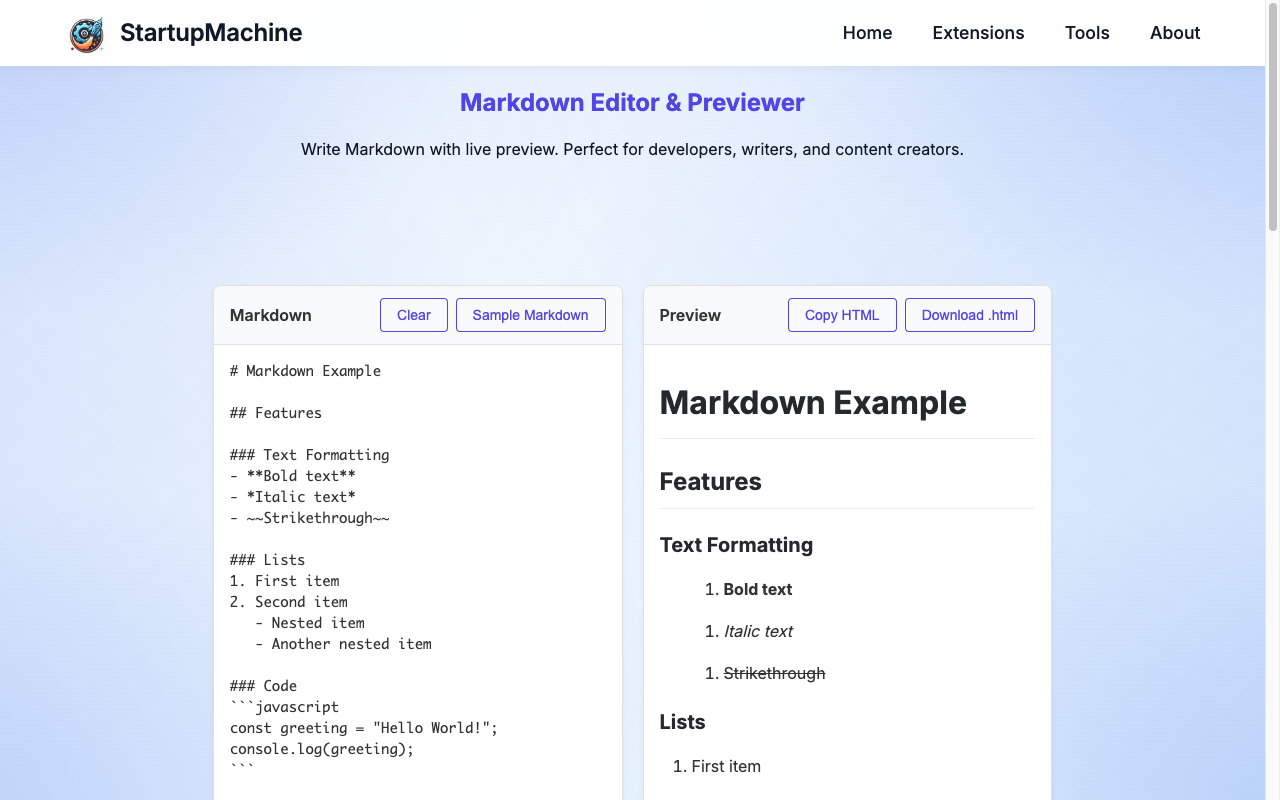 StartupMachine
Home Extensions Tools About
Markdown Editor & Previewer
Write Markdown with live preview. Perfect for developers, writers, and content creators.
Markdown Clear Sample Markdown
# Markdown Example
## Features
### Text Formatting
- **Bold text**
- *Italic text*
- ~~Strikethrough~~
### Lists
1. First item
2. Second item
   - Nested item
   - Another nested item
### Code
```javascript
const greeting = "Hello World!";
console.log(greeting);
```
Preview Copy HTML Download .html
Markdown Example
Features
Text Formatting
1. Bold text
1. Italic text
1. Strikethrough
Lists
1. First item